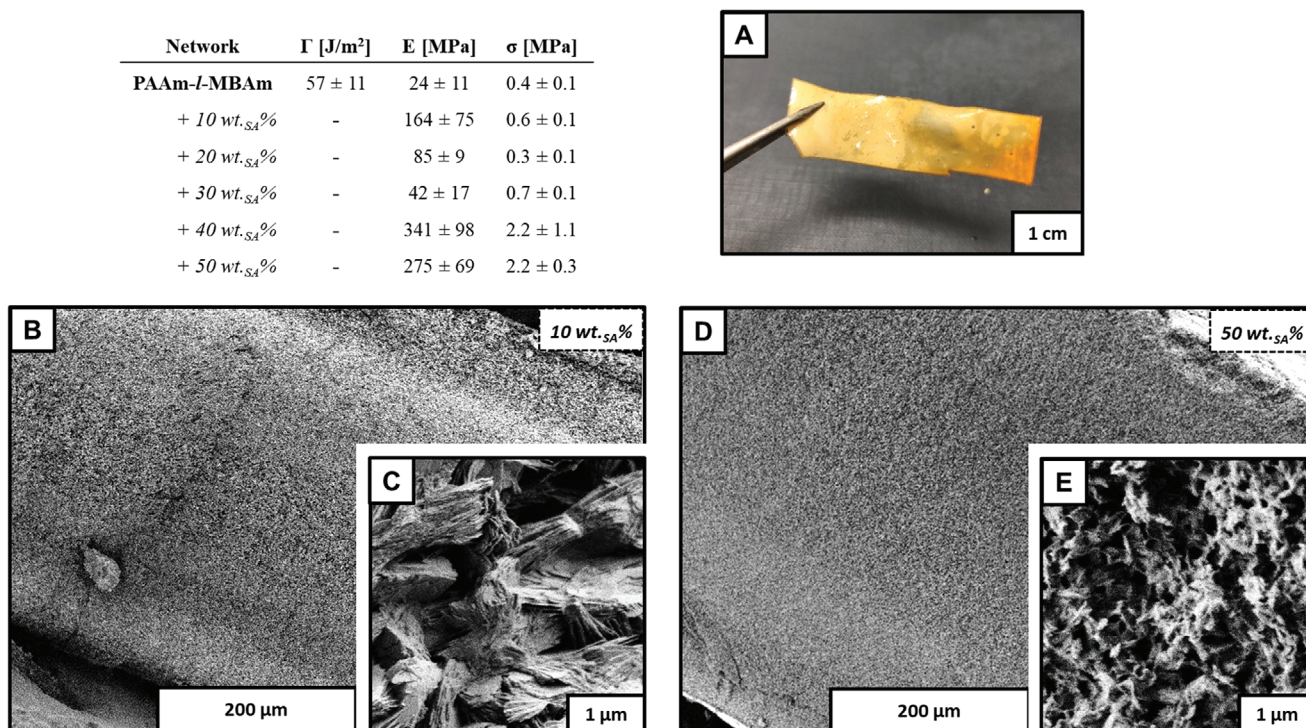 Network Γ [J/m²] E [MPa] σ [MPa]
PAAm-l-MBAm 57 ± 11 24 ± 11 0.4 ± 0.1
+ 10 wt.SA% - 164 ± 75 0.6 ± 0.1
+ 20 wt.SA% - 85 ± 9 0.3 ± 0.1
+ 30 wt.SA% - 42 ± 17 0.7 ± 0.1
+ 40 wt.SA% - 341 ± 98 2.2 ± 1.1
+ 50 wt.SA% - 275 ± 69 2.2 ± 0.3
A
1 cm
B
10 wt.SA%
200 µm
C
1 µm
D
50 wt.SA%
200 µm
E
1 µm